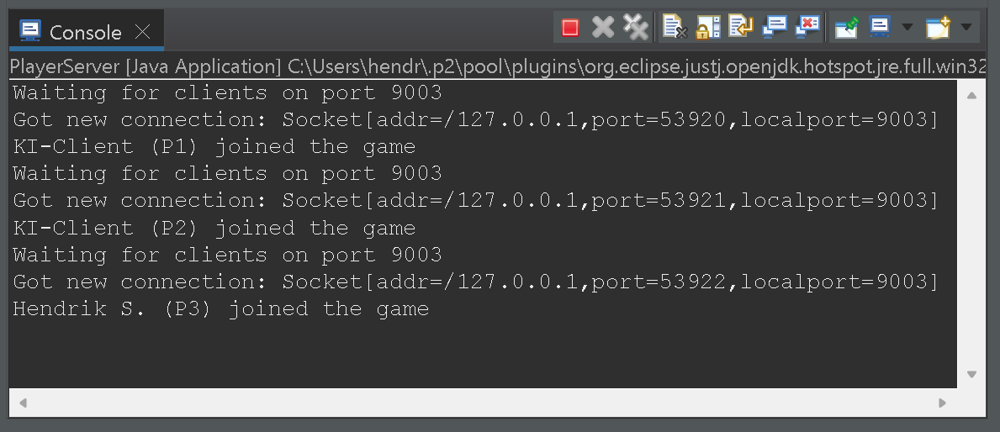 Console
PlayerServer [Java Application] C:\Users\hendr\.p2\pool\plugins\org.eclipse.justj.openjdk.hotspot.jre.full.win32
Waiting for clients on port 9003
Got new connection: Socket[addr=/127.0.0.1,port=53920,localport=9003]
KI-Client (P1) joined the game
Waiting for clients on port 9003
Got new connection: Socket[addr=/127.0.0.1,port=53921,localport=9003]
KI-Client (P2) joined the game
Waiting for clients on port 9003
Got new connection: Socket[addr=/127.0.0.1,port=53922,localport=9003]
Hendrik S. (P3) joined the game